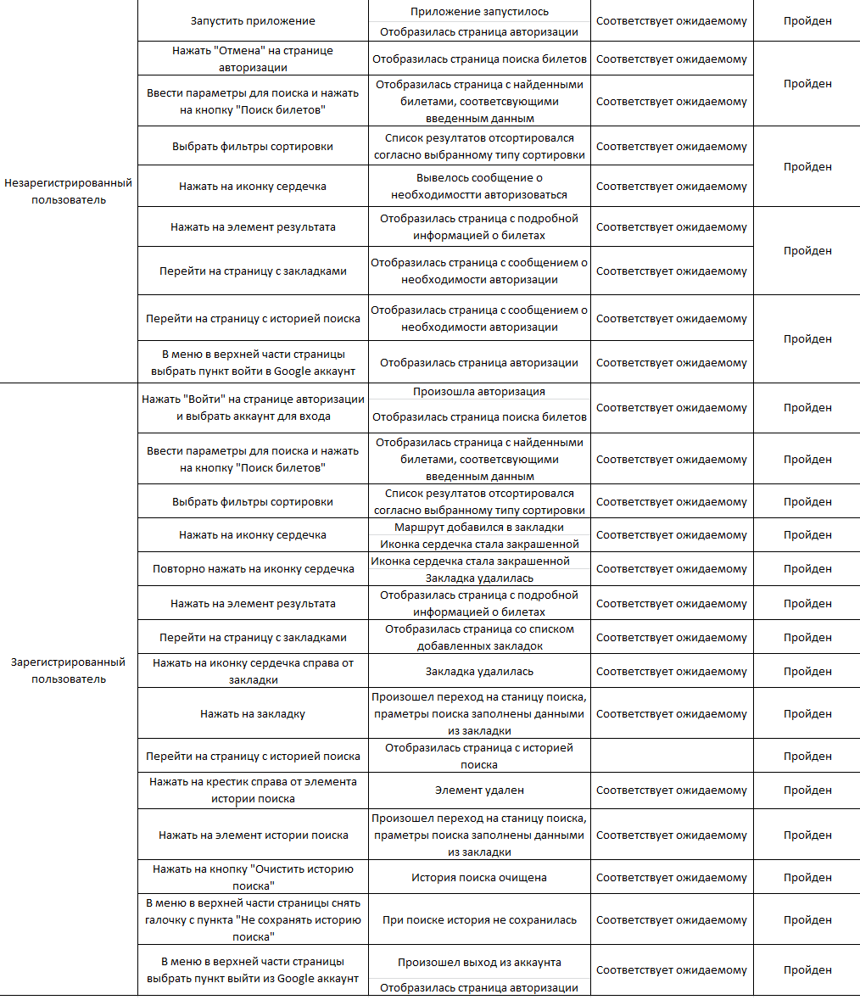 Незарегистрированный
пользователь
Запустить приложение
Приложение запустилось
Отобразилась страница авторизации
Соответствует ожидаемому
Пройден
Нажать "Отмена" на странице
авторизации
Отобразилась страница поиска билетов
Соответствует ожидаемому
Пройден
Ввести параметры для поиска и нажать
на кнопку "Поиск билетов"
Отобразилась страница с найденными
билетами, соответсвующими
введенным данным
Соответствует ожидаемому
Выбрать фильтры сортировки
Список резултатов отсортировался
согласно выбранному типу сортировки
Соответствует ожидаемому
Пройден
Нажать на иконку сердечка
Вывелось сообщение о
необходимостти авторизоваться
Соответствует ожидаемому
Нажать на элемент результата
Отобразилась страница с подробной
информацией о билетах
Соответствует ожидаемому
Пройден
Перейти на страницу с закладками
Отобразилась страница с сообщением о
необходимости авторизации
Соответствует ожидаемому
Перейти на страницу с историей поиска
Отобразилась страница с сообщением о
необходимости авторизации
Соответствует ожидаемому
Пройден
В меню в верхней части страницы
выбрать пункт войти в Google аккаунт
Отобразилась страница авторизации
Соответствует ожидаемому
Зарегистрированный
пользователь
Нажать "Войти" на странице авторизации
и выбрать аккаунт для входа
Произошла авторизация
Отобразилась страница поиска билетов
Соответствует ожидаемому
Пройден
Ввести параметры для поиска и нажать
на кнопку "Поиск билетов"
Отобразилась страница с найденными
билетами, соответсвующими
введенным данным
Соответствует ожидаемому
Пройден
Выбрать фильтры сортировки
Список резултатов отсортировался
согласно выбранному типу сортировки
Соответствует ожидаемому
Пройден
Нажать на иконку сердечка
Маршрут добавился в закладки
Иконка сердечка стала закрашенной
Соответствует ожидаемому
Пройден
Повторно нажать на иконку сердечка
Иконка сердечка стала закрашенной
Закладка удалилась
Соответствует ожидаемому
Пройден
Нажать на элемент результата
Отобразилась страница с подробной
информацией о билетах
Соответствует ожидаемому
Пройден
Перейти на страницу с закладками
Отобразилась страница со списком
добавленных закладок
Соответствует ожидаемому
Пройден
Нажать на иконку сердечка справа от
закладки
Закладка удалилась
Соответствует ожидаемому
Пройден
Нажать на закладку
Произошел переход на станицу поиска,
праметры поиска заполнены данными
из закладки
Соответствует ожидаемому
Пройден
Перейти на страницу с историей поиска
Отобразилась страница с историей
поиска
Пройден
Нажать на крестик справа от элемента
истории поиска
Элемент удален
Соответствует ожидаемому
Пройден
Нажать на элемент истории поиска
Произошел переход на станицу поиска,
праметры поиска заполнены данными
из закладки
Соответствует ожидаемому
Пройден
Нажать на кнопку "Очистить историю
поиска"
История поиска очищена
Соответствует ожидаемому
Пройден
В меню в верхней части страницы снять
галочку с пункта "Не сохранять историю
поиска"
При поиске история не сохранилась
Соответствует ожидаемому
Пройден
В меню в верхней части страницы
выбрать пункт выйти из Google аккаунт
Произошел выход из аккаунта
Отобразилась страница авторизации
Соответствует ожидаемому
Пройден